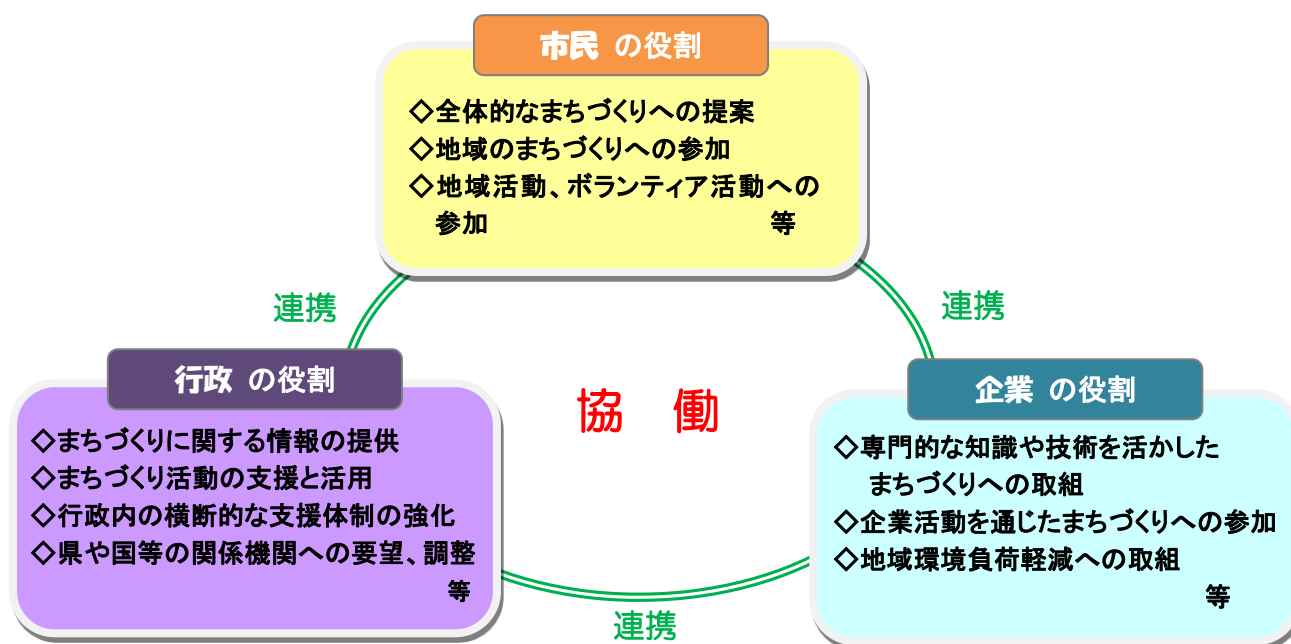 市民 の役割
◇全体的なまちづくりへの提案
◇地域のまちづくりへの参加
◇地域活動、ボランティア活動への
参加 等
連携
連携
行政 の役割
◇まちづくりに関する情報の提供
◇まちづくり活動の支援と活用
◇行政内の横断的な支援体制の強化
◇県や国等の関係機関への要望、調整
等
協 働
企業 の役割
◇専門的な知識や技術を活かした
まちづくりへの取組
◇企業活動を通じたまちづくりへの参加
◇地域環境負荷軽減への取組
等
連携